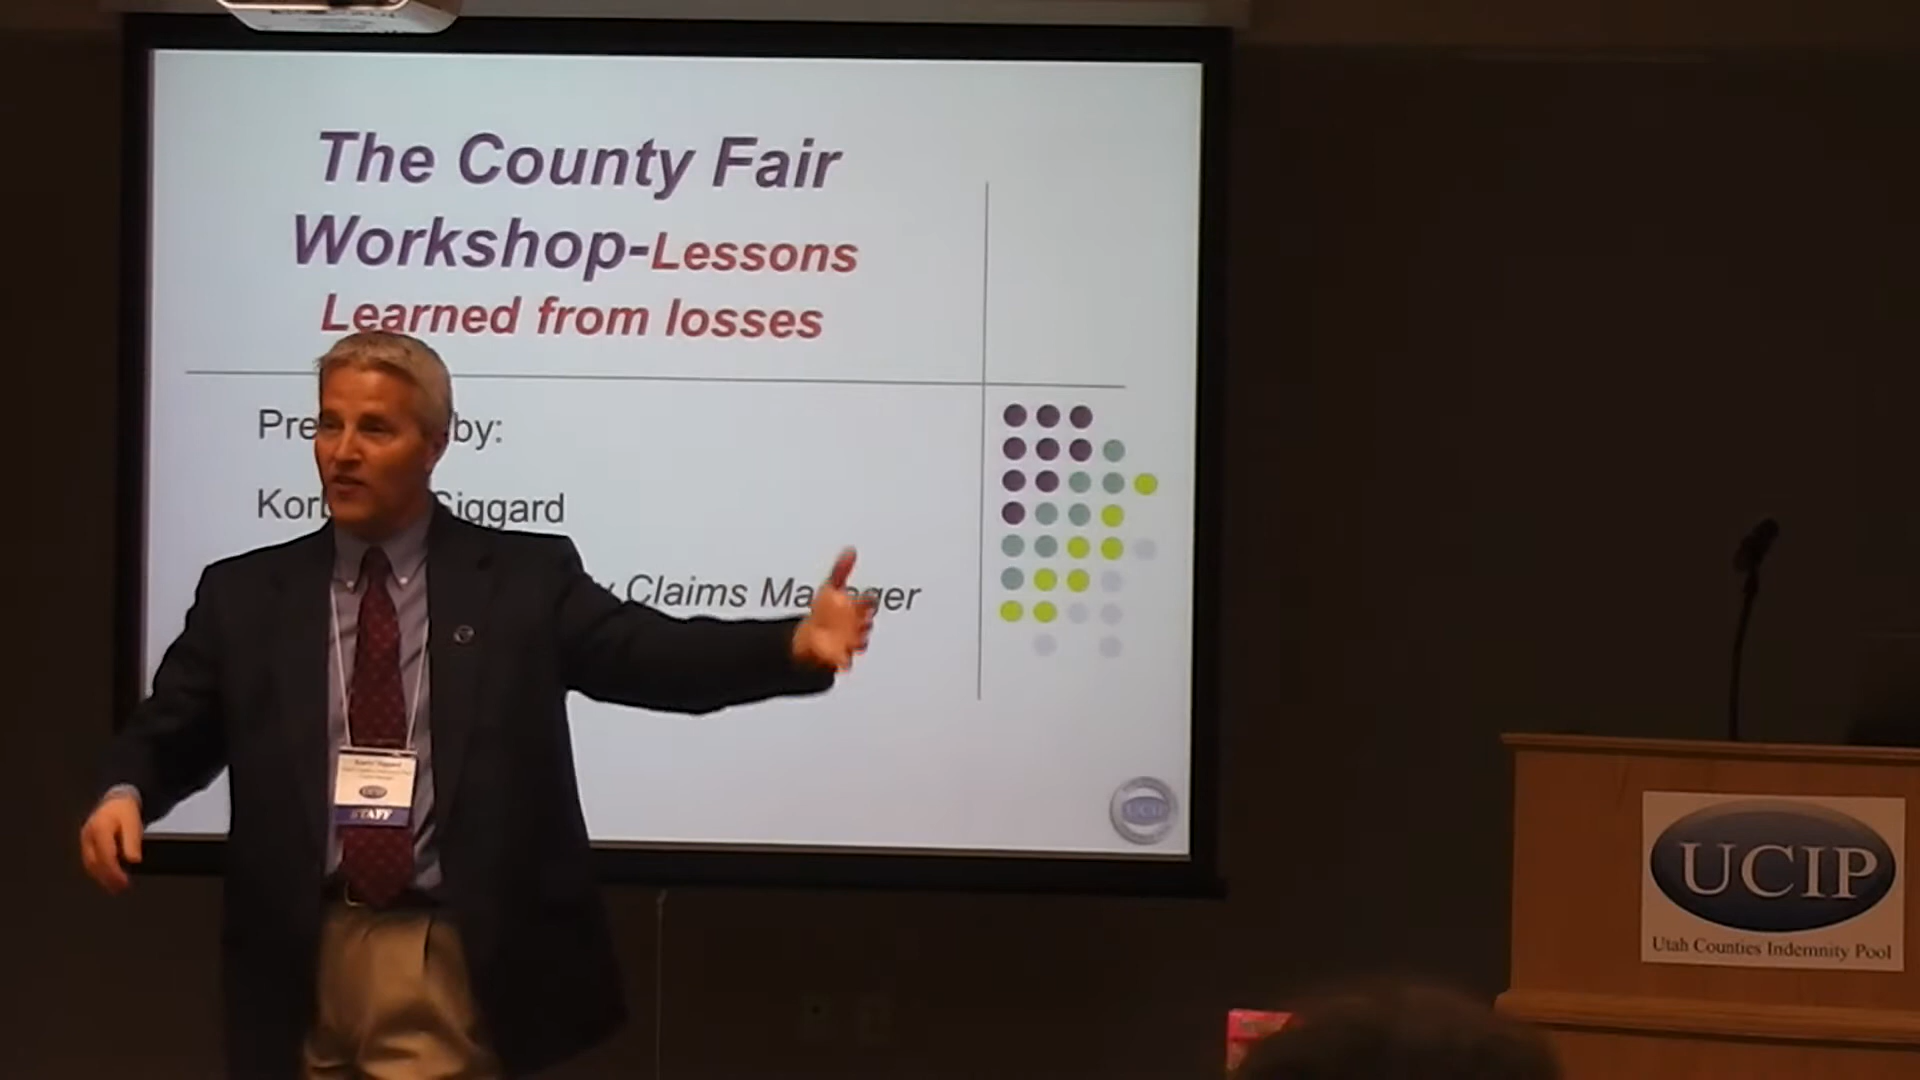 The County Fair
Workshop-Lessons
Learned from losses
Pre by:
Kor Siggard
Claims Ma ger
UCIP
STAFF
UCIP
Utah Counties Indemnity Pool